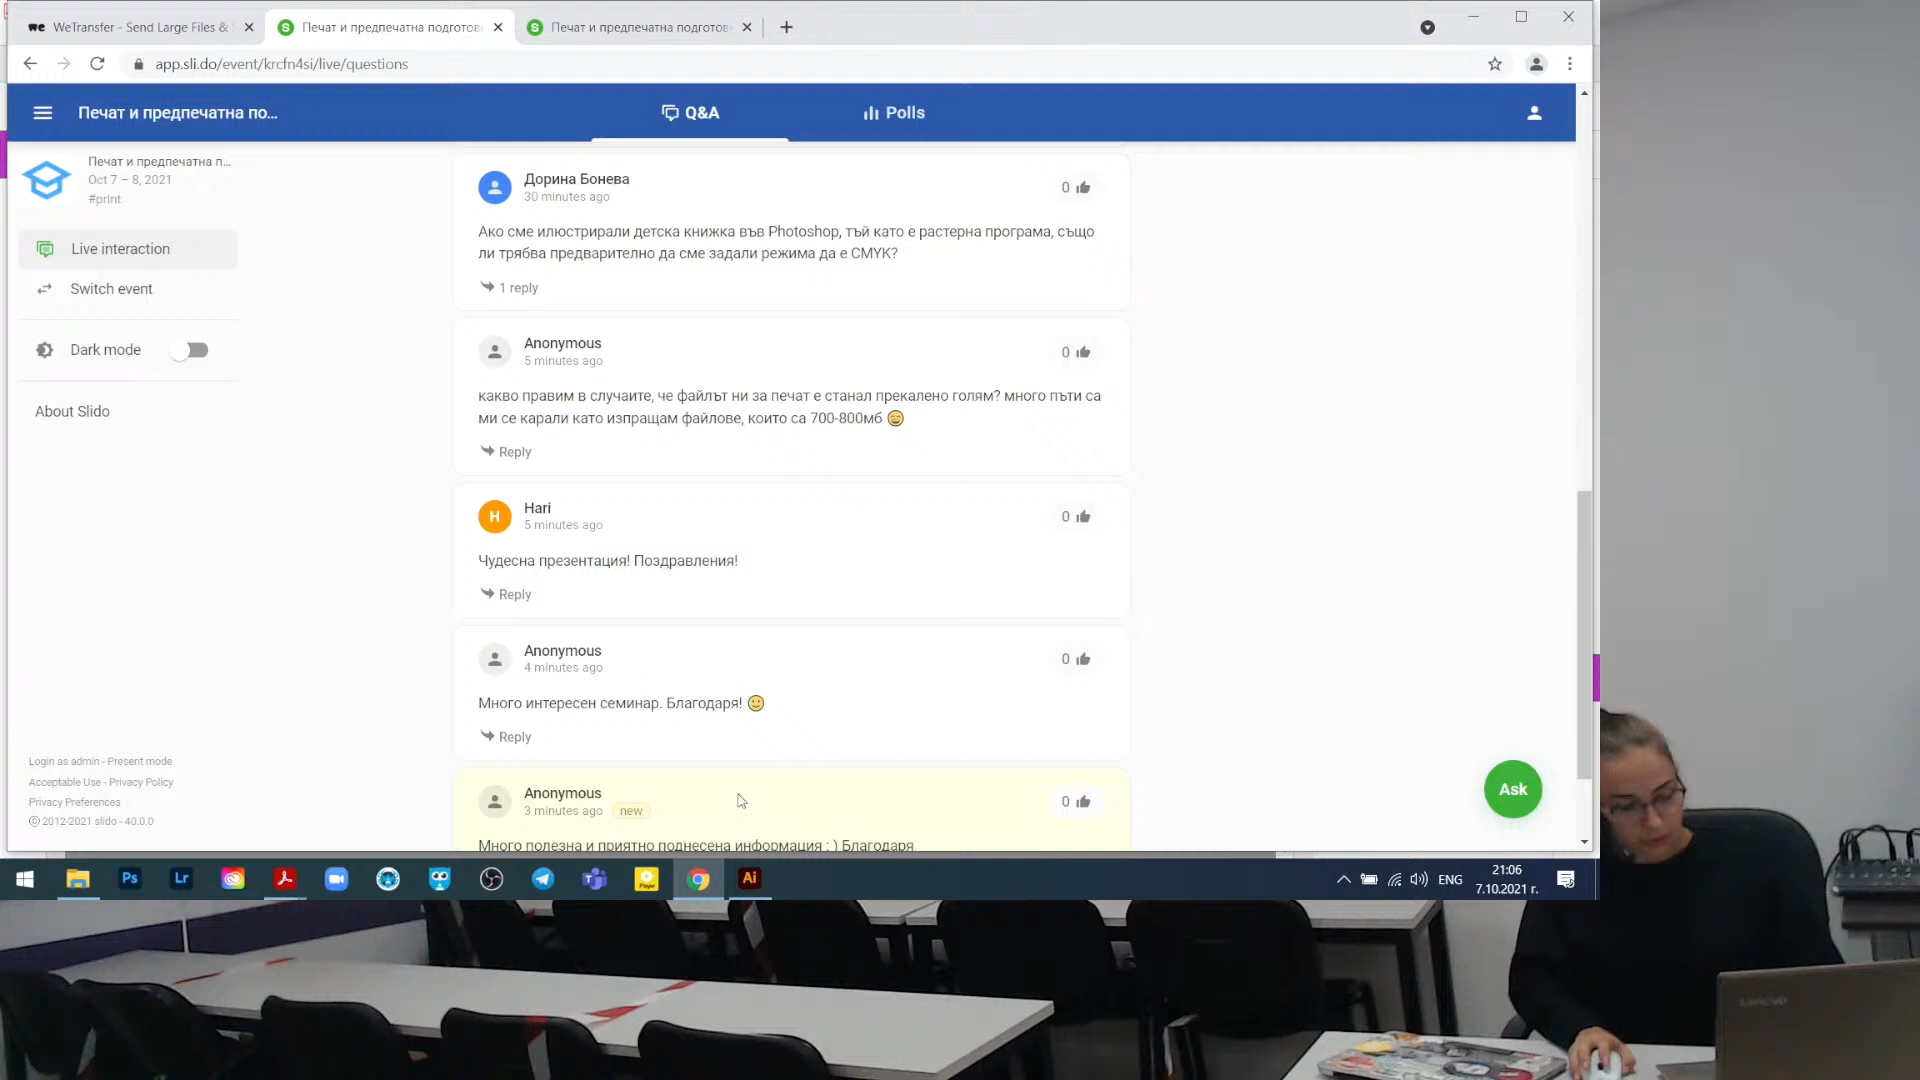 WeTransfer - Send Large Files &
Печат и предпечатна подготов
Печат и предпечатна подготов
app.sli.do/event/krcfn4si/live/questions
Печат и предпечатна по...
Q&A
Polls
Печат и предпечатна п...
Oct 7 – 8, 2021
#print
Live interaction
Switch event
Dark mode
About Slido
Login as admin - Present mode
Acceptable Use - Privacy Policy
Privacy Preferences
© 2012-2021 slido - 40.0.0
Дорина Бонева
30 minutes ago
0
Ако сме илюстрирали детска книжка във Photoshop, тъй като е растерна програма, също
ли трябва предварително да сме задали режима да е CMYK?
1 reply
Anonymous
5 minutes ago
0
какво правим в случаите, че файлът ни за печат е станал прекалено голям? много пъти са
ми се карали като изпращам файлове, които са 700-800мб 😄
Reply
H
Hari
5 minutes ago
0
Чудесна презентация! Поздравления!
Reply
Anonymous
4 minutes ago
0
Много интересен семинар. Благодаря! 🙂
Reply
Anonymous
3 minutes ago new
0
Много полезна и приятно поднесена информация : ) Благодаря
Ask
Ps
Lr
Player
Ai
ENG
21:06
7.10.2021 г.
Lenovo